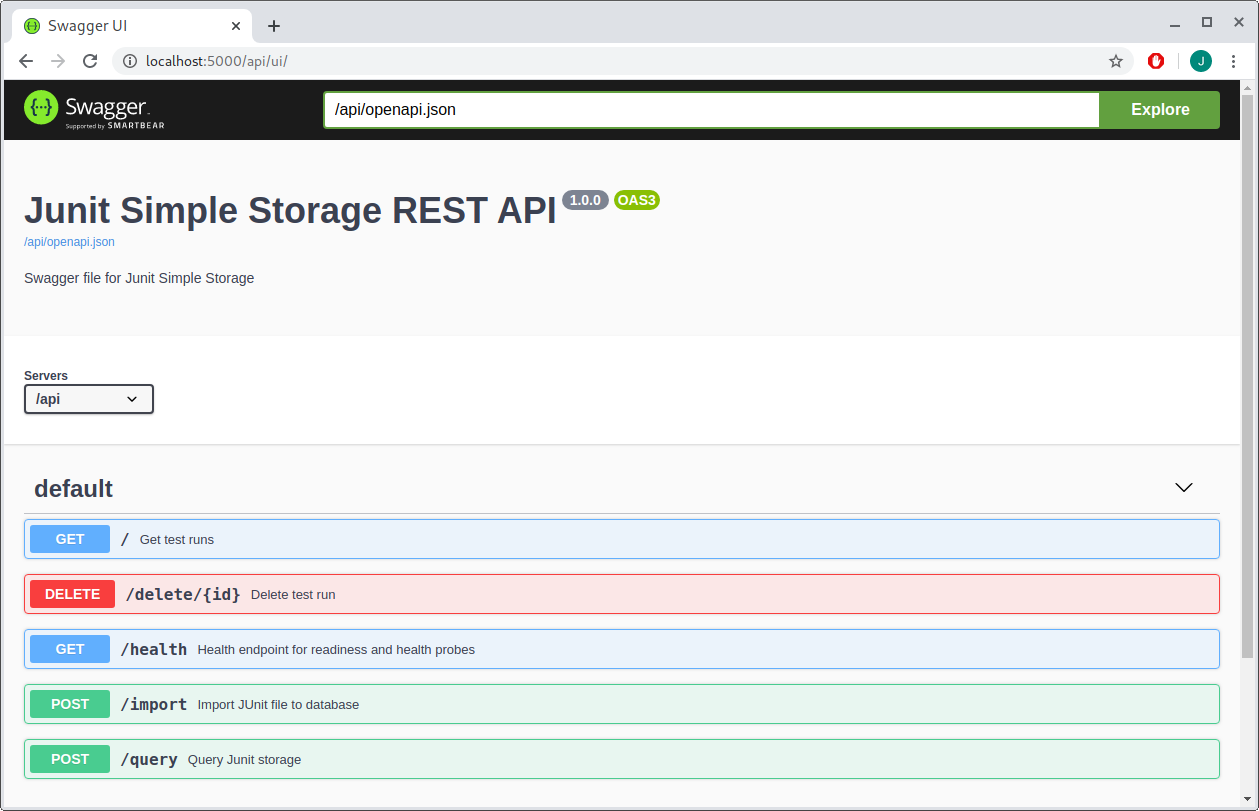 Swagger UI
localhost:5000/api/ui/
J
{··} Swagger
Supported by SMARTBEAR
/api/openapi.json
Explore
Junit Simple Storage REST API 1.0.0 OAS3
/api/openapi.json
Swagger file for Junit Simple Storage
Servers
/api
default
GET / Get test runs
DELETE /delete/{id} Delete test run
GET /health Health endpoint for readiness and health probes
POST /import Import JUnit file to database
POST /query Query Junit storage